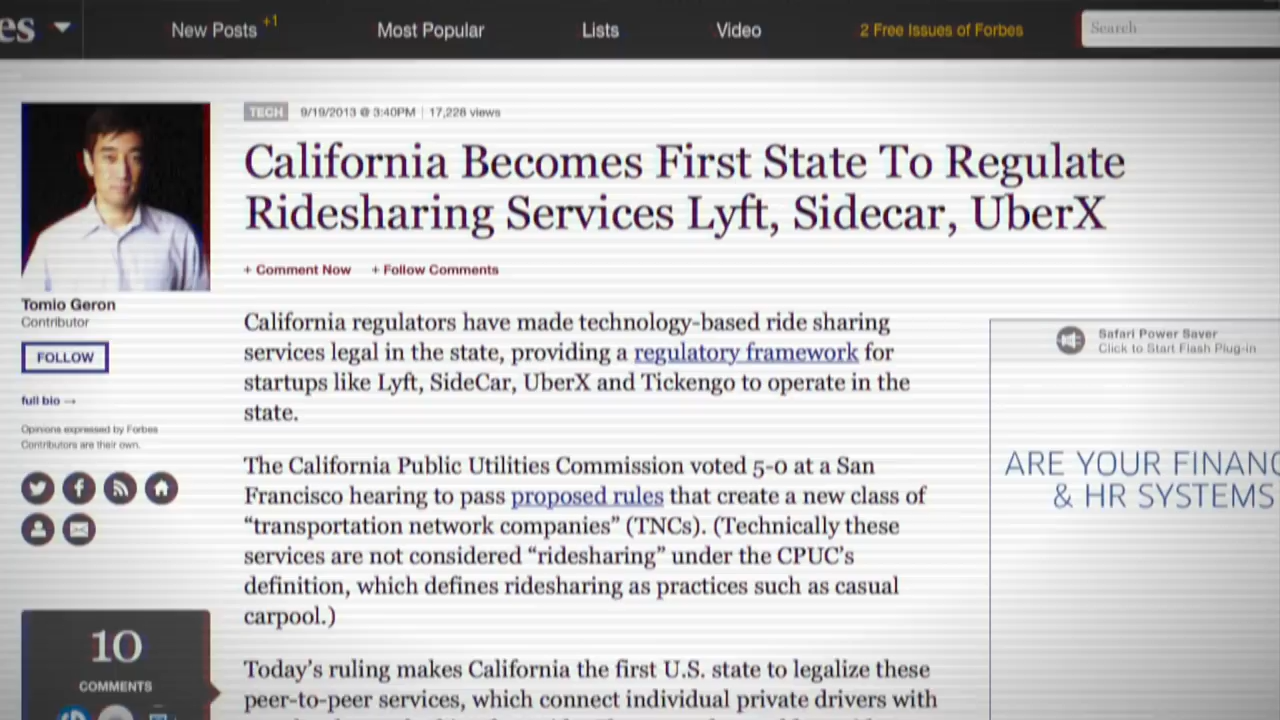 es
New Posts +1
Most Popular
Lists
Video
2 Free Issues of Forbes
Search
TECH 9/19/2013 @ 3:40PM | 17,228 views
California Becomes First State To Regulate
Ridesharing Services Lyft, Sidecar, UberX
+ Comment Now + Follow Comments
Tomio Geron
Contributor
FOLLOW
full bio →
Opinions expressed by Forbes
Contributors are their own.
10
COMMENTS
California regulators have made technology-based ride sharing
services legal in the state, providing a regulatory framework for
startups like Lyft, SideCar, UberX and Tickengo to operate in the
state.
The California Public Utilities Commission voted 5-0 at a San
Francisco hearing to pass proposed rules that create a new class of
“transportation network companies” (TNCs). (Technically these
services are not considered “ridesharing” under the CPUC’s
definition, which defines ridesharing as practices such as casual
carpool.)
Today’s ruling makes California the first U.S. state to legalize these
peer-to-peer services, which connect individual private drivers with
Safari Power Saver
Click to Start Flash Plug-in
ARE YOUR FINANC
& HR SYSTEMS